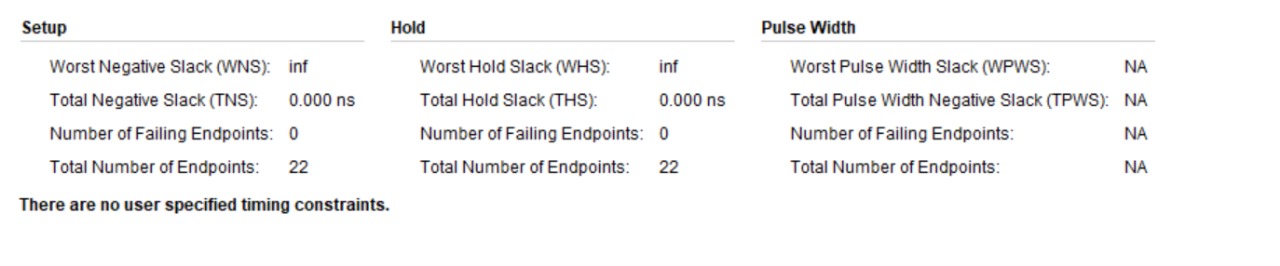 Setup Hold Pulse Width
Worst Negative Slack (WNS): inf Worst Hold Slack (WHS): inf Worst Pulse Width Slack (WPWS): NA
Total Negative Slack (TNS): 0.000 ns Total Hold Slack (THS): 0.000 ns Total Pulse Width Negative Slack (TPWS): NA
Number of Failing Endpoints: 0 Number of Failing Endpoints: 0 Number of Failing Endpoints: NA
Total Number of Endpoints: 22 Total Number of Endpoints: 22 Total Number of Endpoints: NA
There are no user specified timing constraints.